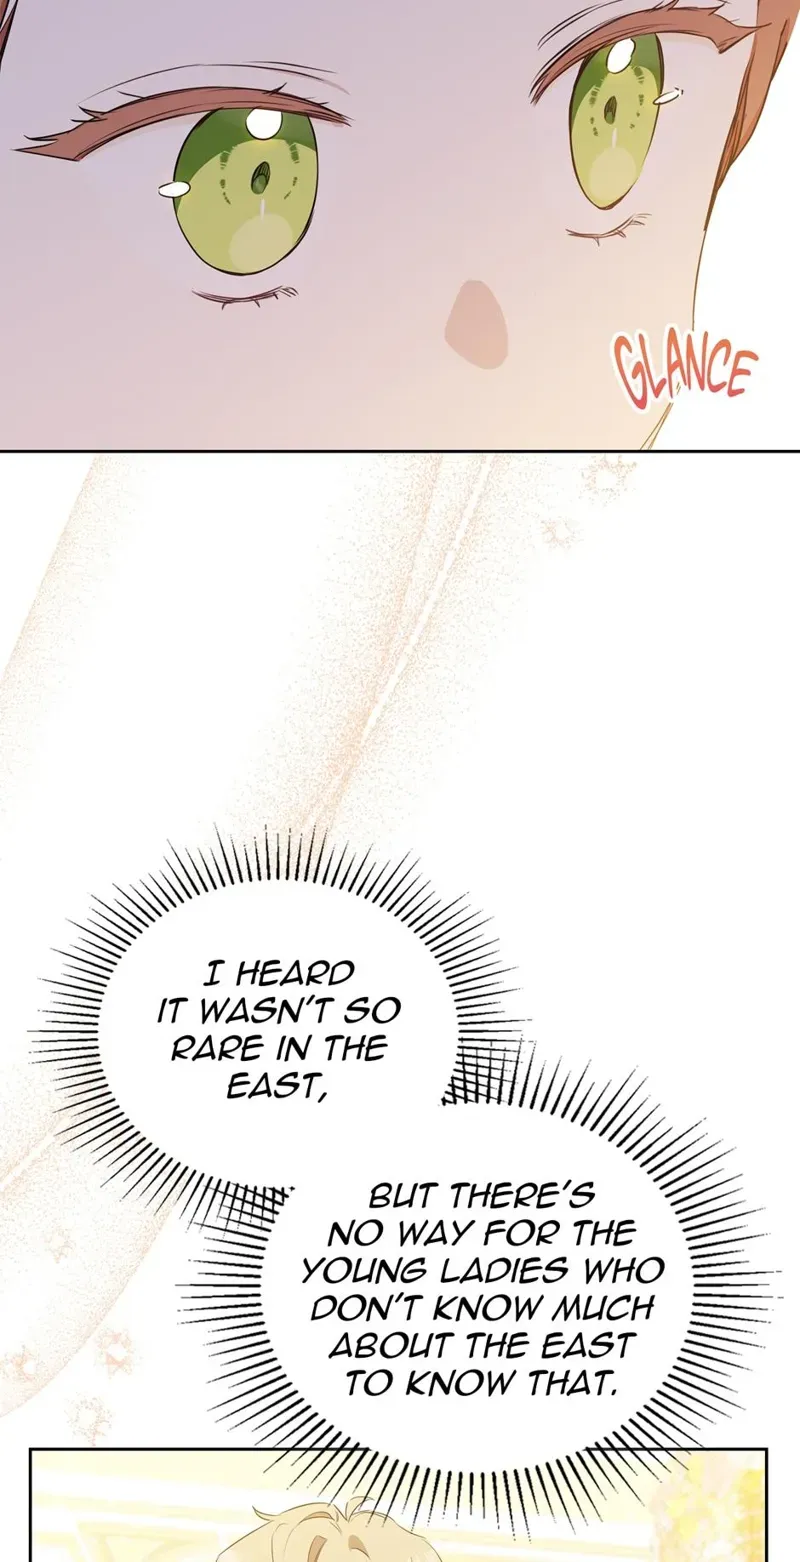 GLANCE
I HEARD
IT WASN'T SO
RARE IN THE
EAST,
BUT THERE'S
NO WAY FOR THE
YOUNG LADIES WHO
DON'T KNOW MUCH
ABOUT THE EAST
TO KNOW THAT.